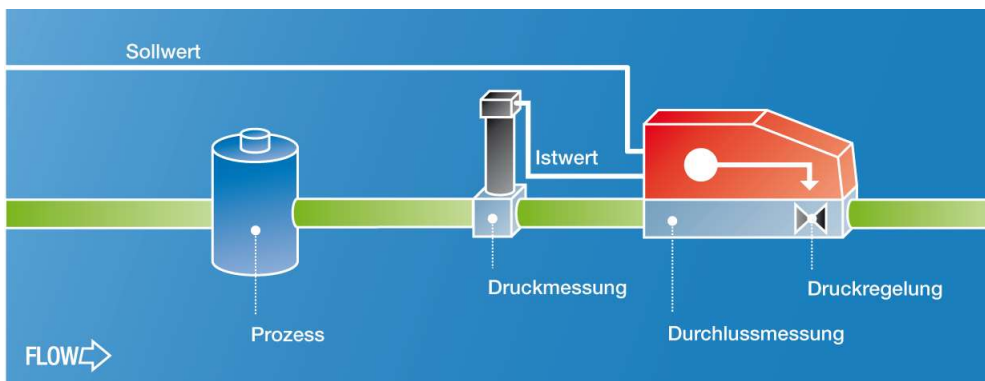 Sollwert
Istwert
Druckmessung
Druckregelung
Prozess
Durchlussmessung
FLOW